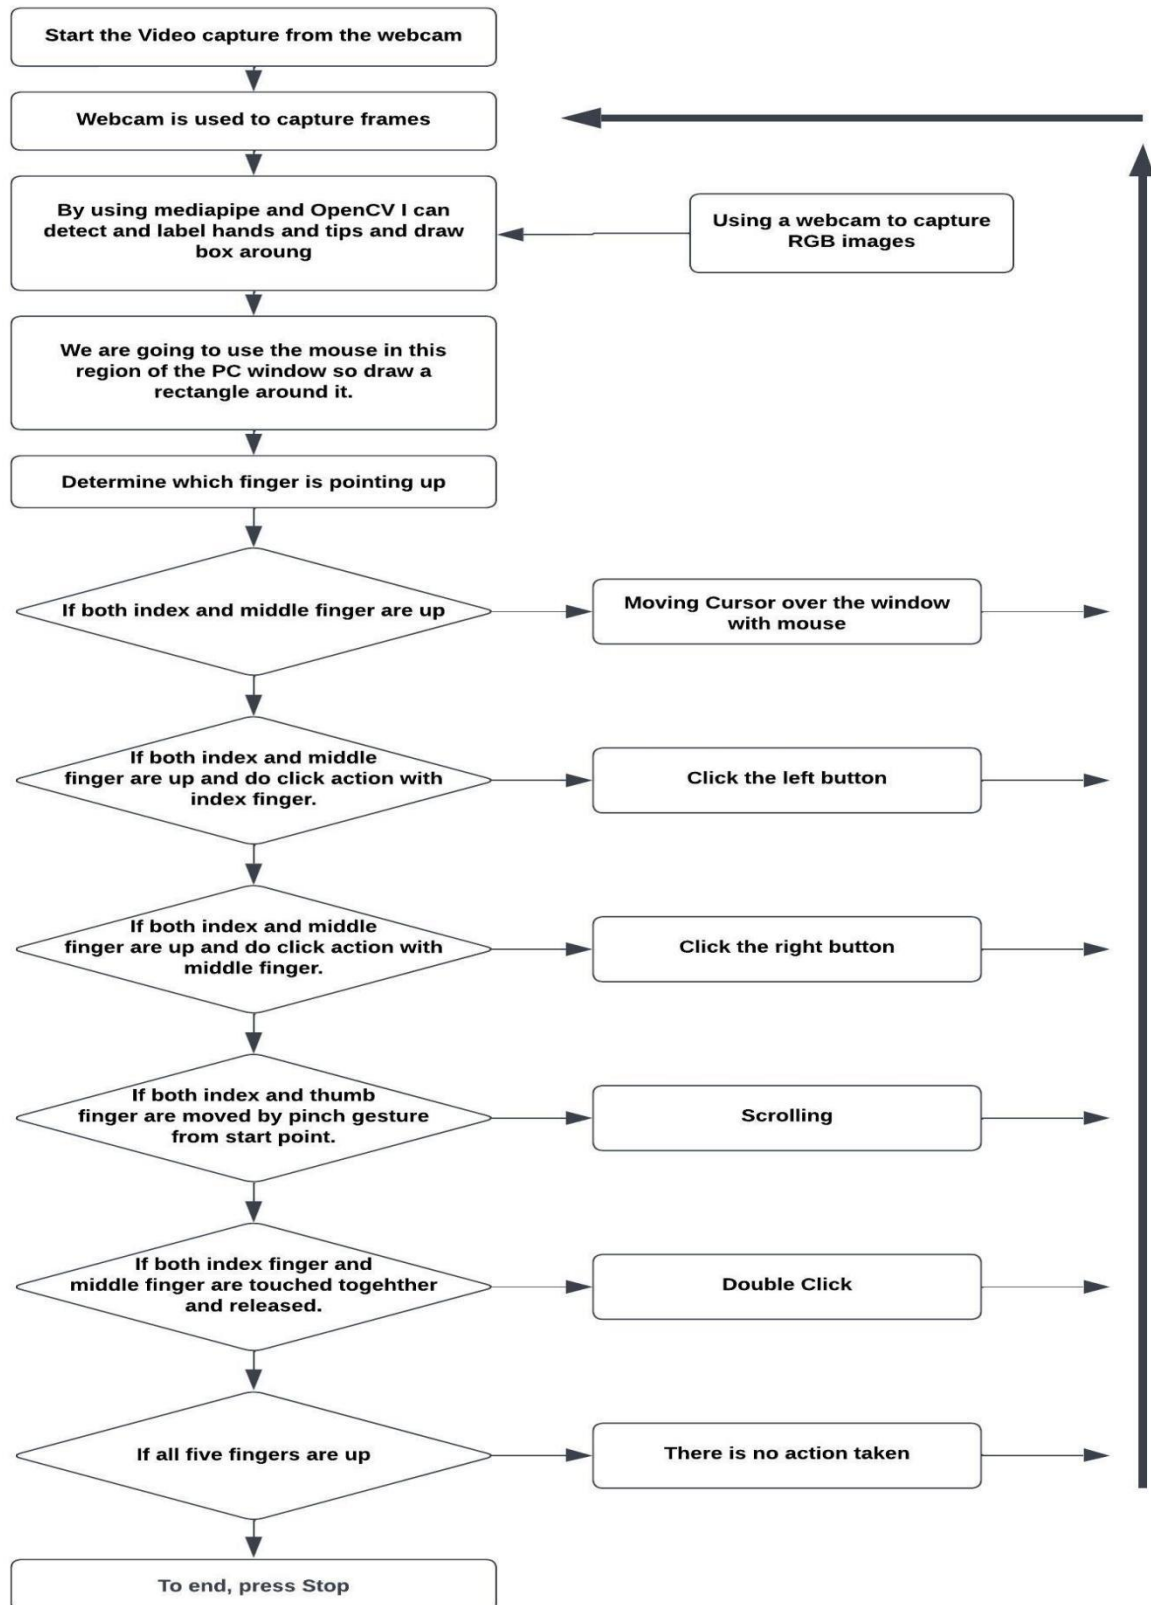 Start the Video capture from the webcam
Webcam is used to capture frames
By using mediapipe and OpenCV I can
detect and label hands and tips and draw
box aroung
Using a webcam to capture
RGB images
We are going to use the mouse in this
region of the PC window so draw a
rectangle around it.
Determine which finger is pointing up
If both index and middle finger are up
Moving Cursor over the window
with mouse
If both index and middle
finger are up and do click action with
index finger.
Click the left button
If both index and middle
finger are up and do click action with
middle finger.
Click the right button
If both index and thumb
finger are moved by pinch gesture
from start point.
Scrolling
If both index finger and
middle finger are touched togehther
and released.
Double Click
If all five fingers are up
There is no action taken
To end, press Stop